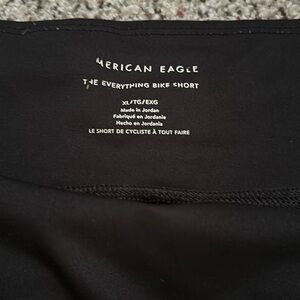 MERICAN EAGLE
THE EVERYTHING BIKE SHORT
XL/TG/EXG
Made in Jordan
Fabriqué en Jordanie
Hecho en Jordania
LE SHORT DE CYCLISTE À TOUT FAIRE